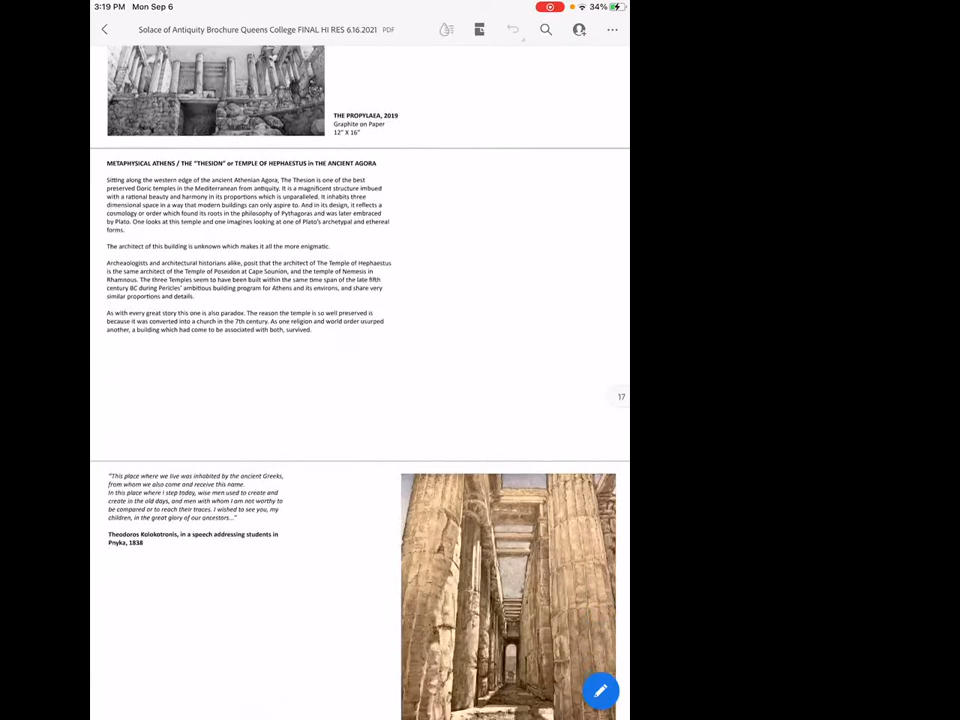 3:19 PM Mon Sep 6
34%
Solace of Antiquity Brochure Queens College FINAL HI RES 6.16.2021 PDF
THE PROPYLAEA, 2019
Graphite on Paper
12" X 16"
METAPHYSICAL ATHENS / THE "THESION" or TEMPLE OF HEPHAESTUS in THE ANCIENT AGORA
Sitting along the western edge of the ancient Athenian Agora, The Thesion is one of the best
preserved Doric temples in the Mediterranean from antiquity. It is a magnificent structure imbued
with a rational beauty and harmony in its proportions which is unparalleled. It inhabits three
dimensional space in a way that modern buildings can only aspire to. And in its design, it reflects a
cosmology or order which found its roots in the philosophy of Pythagoras and was later embraced
by Plato. One looks at this temple and one imagines looking at one of Plato's archetypal and ethereal
forms.
The architect of this building is unknown which makes it all the more enigmatic.
Archeaologists and architectural historians alike, posit that the architect of The Temple of Hephaestus
is the same architect of the Temple of Poseidon at Cape Sounion, and the temple of Nemesis in
Rhamnous. The three Temples seem to have been built within the same time span of the late fifth
century BC during Pericles' ambitious building program for Athens and its environs, and share very
similar proportions and details.
As with every great story this one is also paradox. The reason the temple is so well preserved is
because it was converted into a church in the 7th century. As one religion and world order usurped
another, a building which had come to be associated with both, survived.
17
"This place where we live was inhabited by the ancient Greeks,
from whom we also come and receive this name.
In this place where I step today, wise men used to create and
create in the old days, and men with whom I am not worthy to
be compared or to reach their traces. I wished to see you, my
children, in the great glory of our ancestors..."
Theodoros Kolokotronis, in a speech addressing students in
Pnyka, 1838